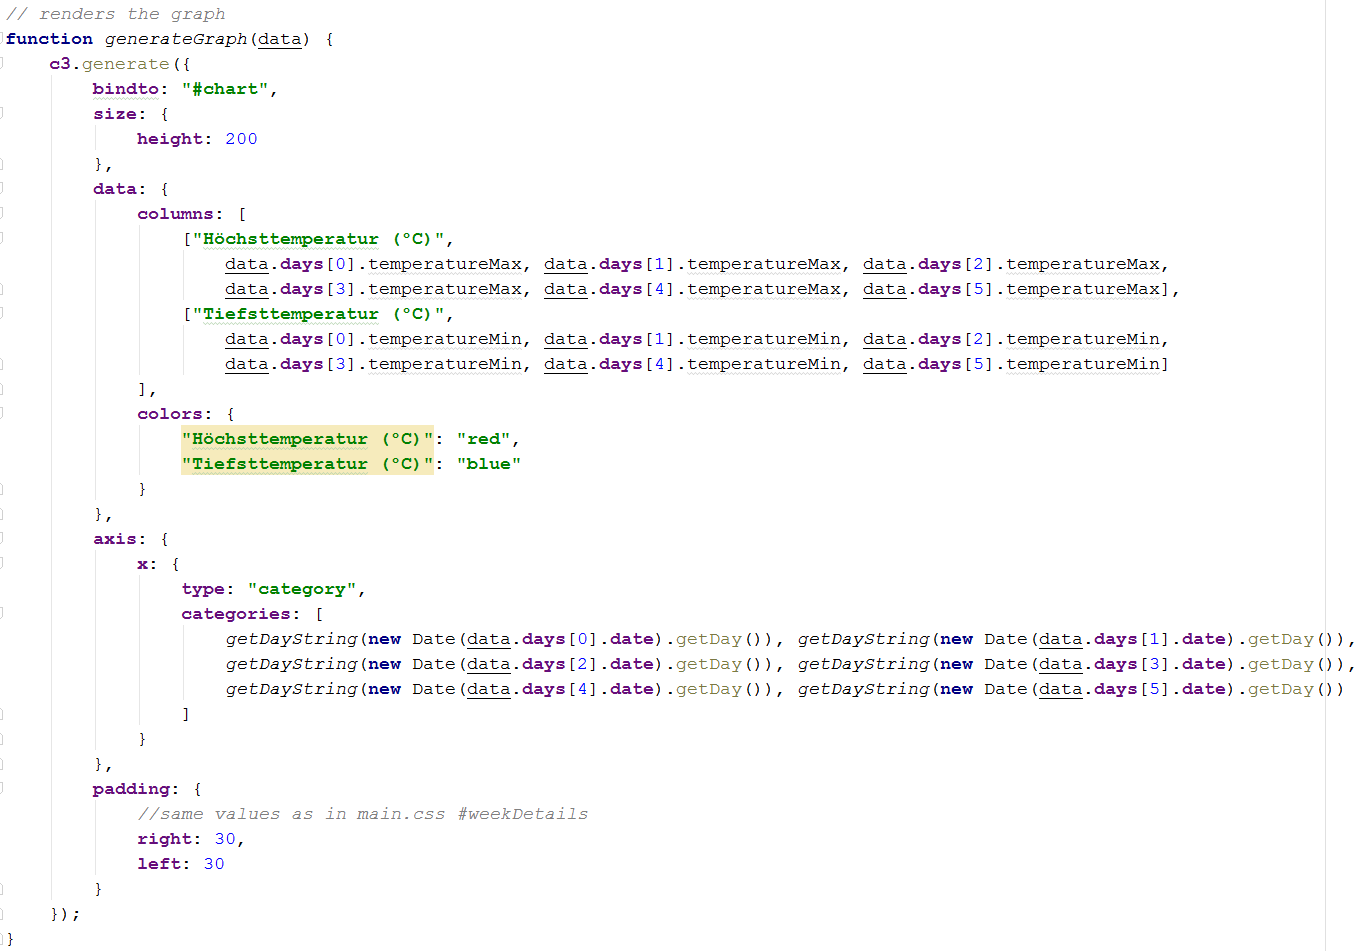 // renders the graph
function generateGraph(data) {
    c3.generate({
        bindto: "#chart",
        size: {
            height: 200
        },
        data: {
            columns: [
                ["Höchsttemperatur (°C)",
                    data.days[0].temperatureMax, data.days[1].temperatureMax, data.days[2].temperatureMax,
                    data.days[3].temperatureMax, data.days[4].temperatureMax, data.days[5].temperatureMax],
                ["Tiefsttemperatur (°C)",
                    data.days[0].temperatureMin, data.days[1].temperatureMin, data.days[2].temperatureMin,
                    data.days[3].temperatureMin, data.days[4].temperatureMin, data.days[5].temperatureMin]
            ],
            colors: {
                "Höchsttemperatur (°C)": "red",
                "Tiefsttemperatur (°C)": "blue"
            }
        },
        axis: {
            x: {
                type: "category",
                categories: [
                    getDayString(new Date(data.days[0].date).getDay()), getDayString(new Date(data.days[1].date).getDay()),
                    getDayString(new Date(data.days[2].date).getDay()), getDayString(new Date(data.days[3].date).getDay()),
                    getDayString(new Date(data.days[4].date).getDay()), getDayString(new Date(data.days[5].date).getDay())
                ]
            }
        },
        padding: {
            //same values as in main.css #weekDetails
            right: 30,
            left: 30
        }
    });
}